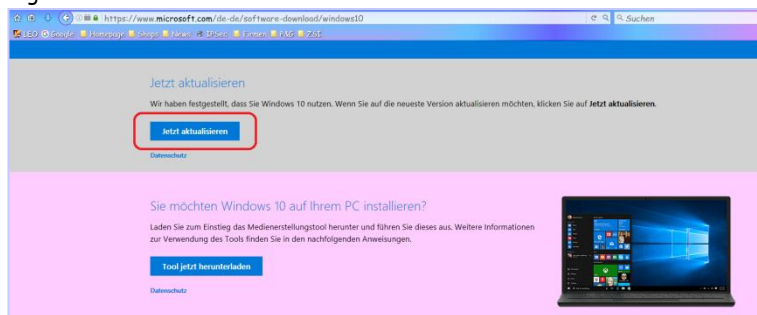 https://www.microsoft.com/de-de/software-download/windows10
Suchen
LEO Google Homepage Shops News Firmen
Jetzt aktualisieren
Wir haben festgestellt, dass Sie Windows 10 nutzen. Wenn Sie auf die neueste Version aktualisieren möchten, klicken Sie auf Jetzt aktualisieren.
Jetzt aktualisieren
Datenschutz
Sie möchten Windows 10 auf Ihrem PC installieren?
Laden Sie zum Einstieg das Medienerstellungstool herunter und führen Sie dieses aus. Weitere Informationen
zur Verwendung des Tools finden Sie in den nachfolgenden Anweisungen.
Tool jetzt herunterladen
Datenschutz